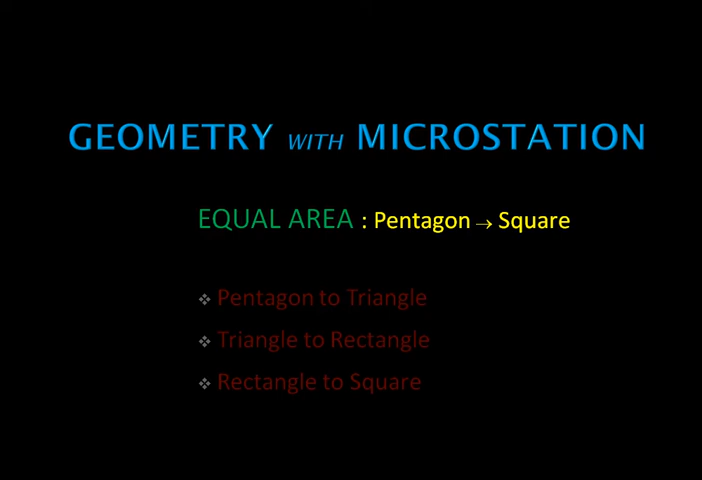 GEOMETRY WITH MICROSTATION
EQUAL AREA : Pentagon → Square
❖ Pentagon to Triangle
❖ Triangle to Rectangle
❖ Rectangle to Square